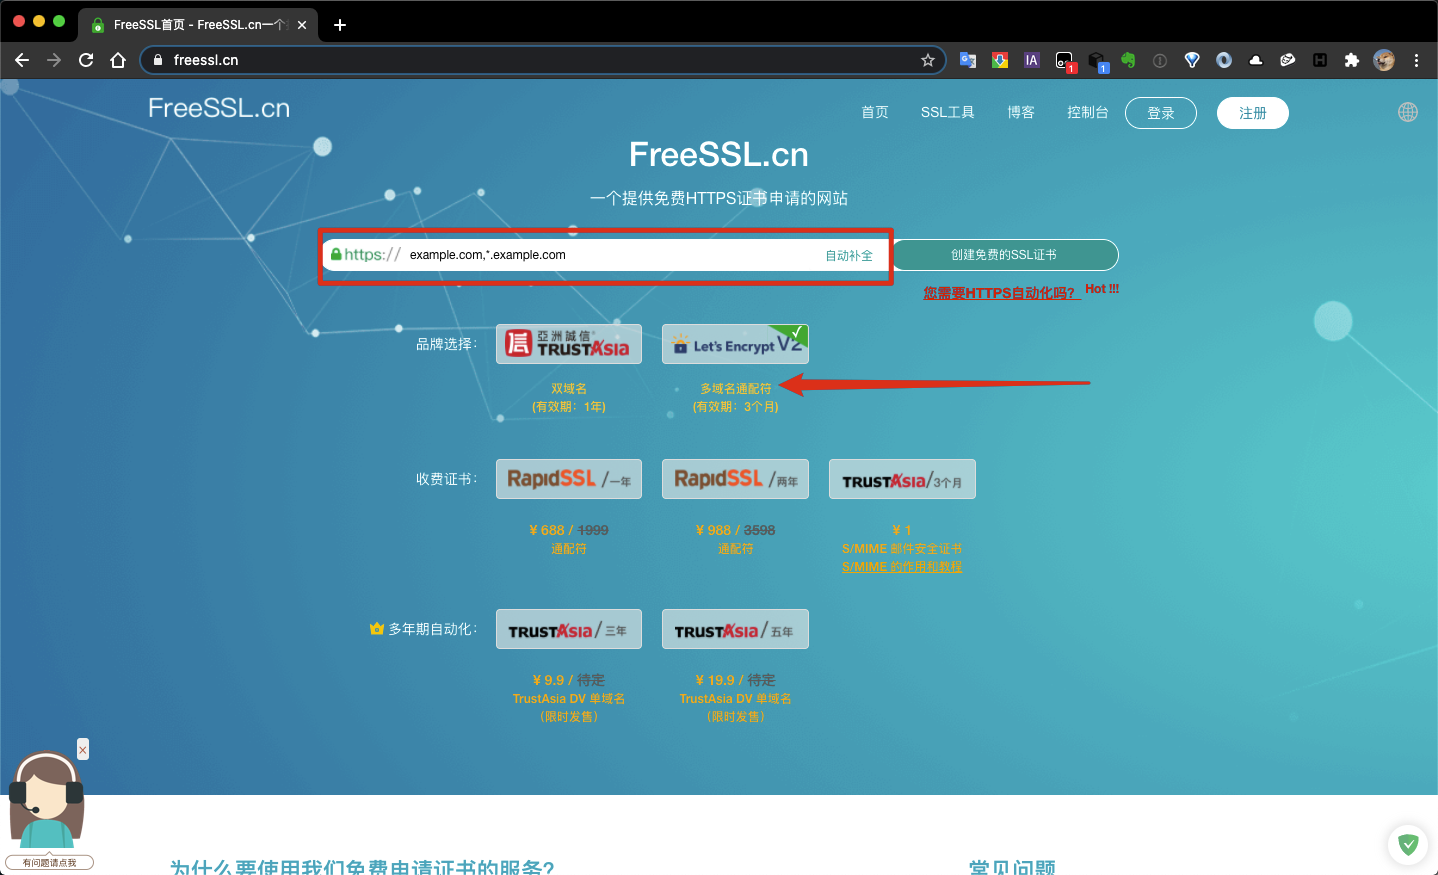 FreeSSL首页 - FreeSSL.cn一个
freessl.cn
IA
1
1
FreeSSL.cn
首页
SSL工具
博客
控制台
登录
注册
FreeSSL.cn
一个提供免费HTTPS证书申请的网站
https://
example.com,*.example.com
自动补全
创建免费的SSL证书
您需要HTTPS自动化吗？ Hot !!!
品牌选择：
亞洲誠信
TRUSTAsia
Let's Encrypt V2
双域名
(有效期：1年)
多域名通配符
(有效期：3个月)
收费证书：
RapidSSL /一年
RapidSSL /两年
TRUSTAsia/3个月
¥ 688 / 1999
通配符
¥ 988 / 3598
通配符
¥ 1
S/MIME 邮件安全证书
S/MIME 的作用和教程
多年期自动化：
TRUSTAsia/三年
TRUSTAsia/五年
¥ 9.9 / 待定
TrustAsia DV 单域名
（限时发售）
¥ 19.9 / 待定
TrustAsia DV 单域名
（限时发售）
有问题请点我
为什么要使用我们免费申请证书的服务?
常见问题